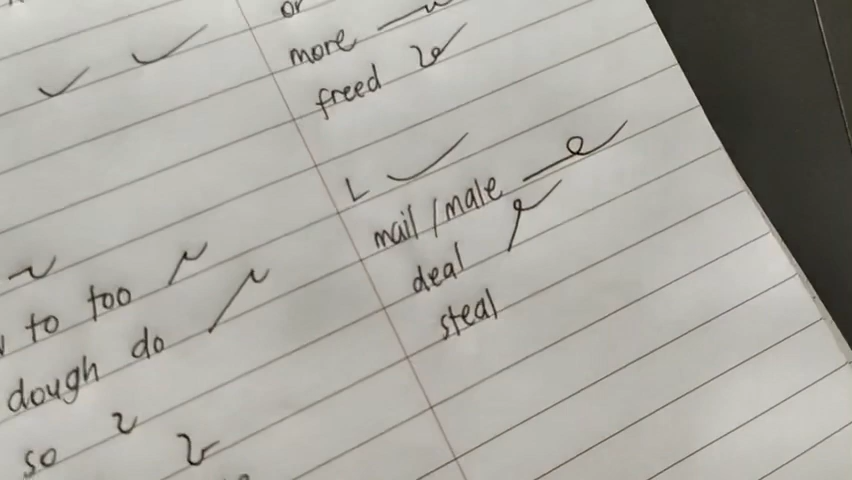 or
more
freed
L
mail/male
deal
steal
to too
dough do
so